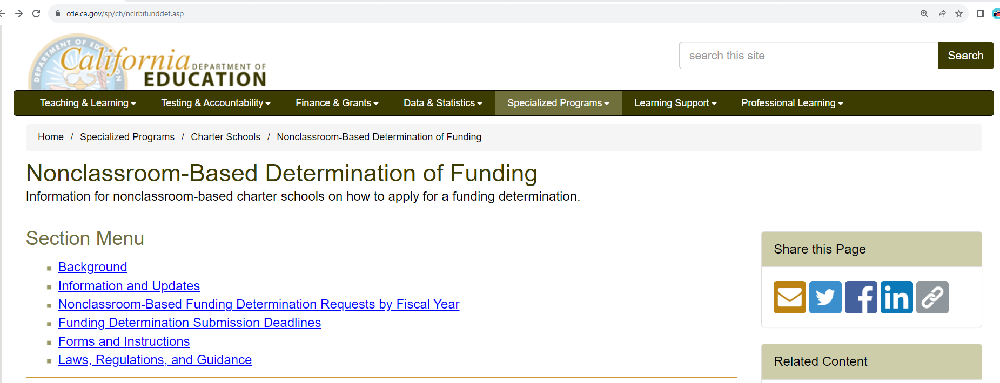 cde.ca.gov/sp/ch/nclrbifunddet.asp
California
DEPARTMENT OF
EDUCATION
search this site
Search
Teaching & Learning
Testing & Accountability
Finance & Grants
Data & Statistics
Specialized Programs
Learning Support
Professional Learning
Home / Specialized Programs / Charter Schools / Nonclassroom-Based Determination of Funding
Nonclassroom-Based Determination of Funding
Information for nonclassroom-based charter schools on how to apply for a funding determination.
Section Menu
Background
Information and Updates
Nonclassroom-Based Funding Determination Requests by Fiscal Year
Funding Determination Submission Deadlines
Forms and Instructions
Laws, Regulations, and Guidance
Share this Page
f
in
Related Content